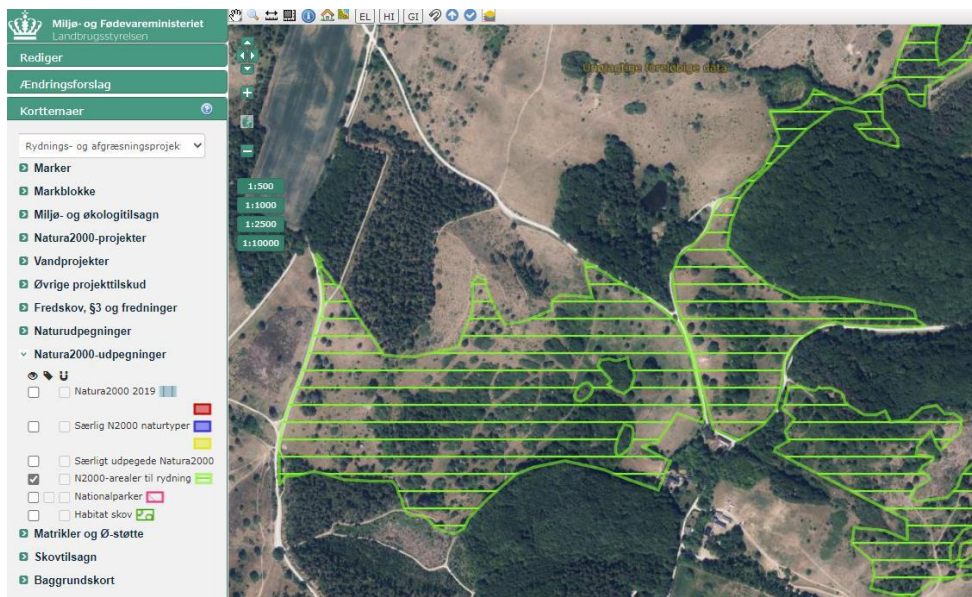 Miljø- og Fødevareministeriet
Landbrugsstyrelsen
EL HI GI
Rediger
Ændringsforslag
Korttemaer
Rydnings- og afgræsningsprojek
Marker
Markblokke
Miljø- og økologitilsagn
Natura2000-projekter
Vandprojekter
Øvrige projekttilskud
Fredskov, §3 og fredninger
Naturudpegninger
Natura2000-udpegninger
Natura2000 2019
Særlig N2000 naturtyper
Særligt udpegede Natura2000
N2000-arealer til rydning
Nationalparker
Habitat skov
Matrikler og Ø-støtte
Skovtilsagn
Baggrundskort
1:500
1:1000
1:2500
1:10000
foreløbige data